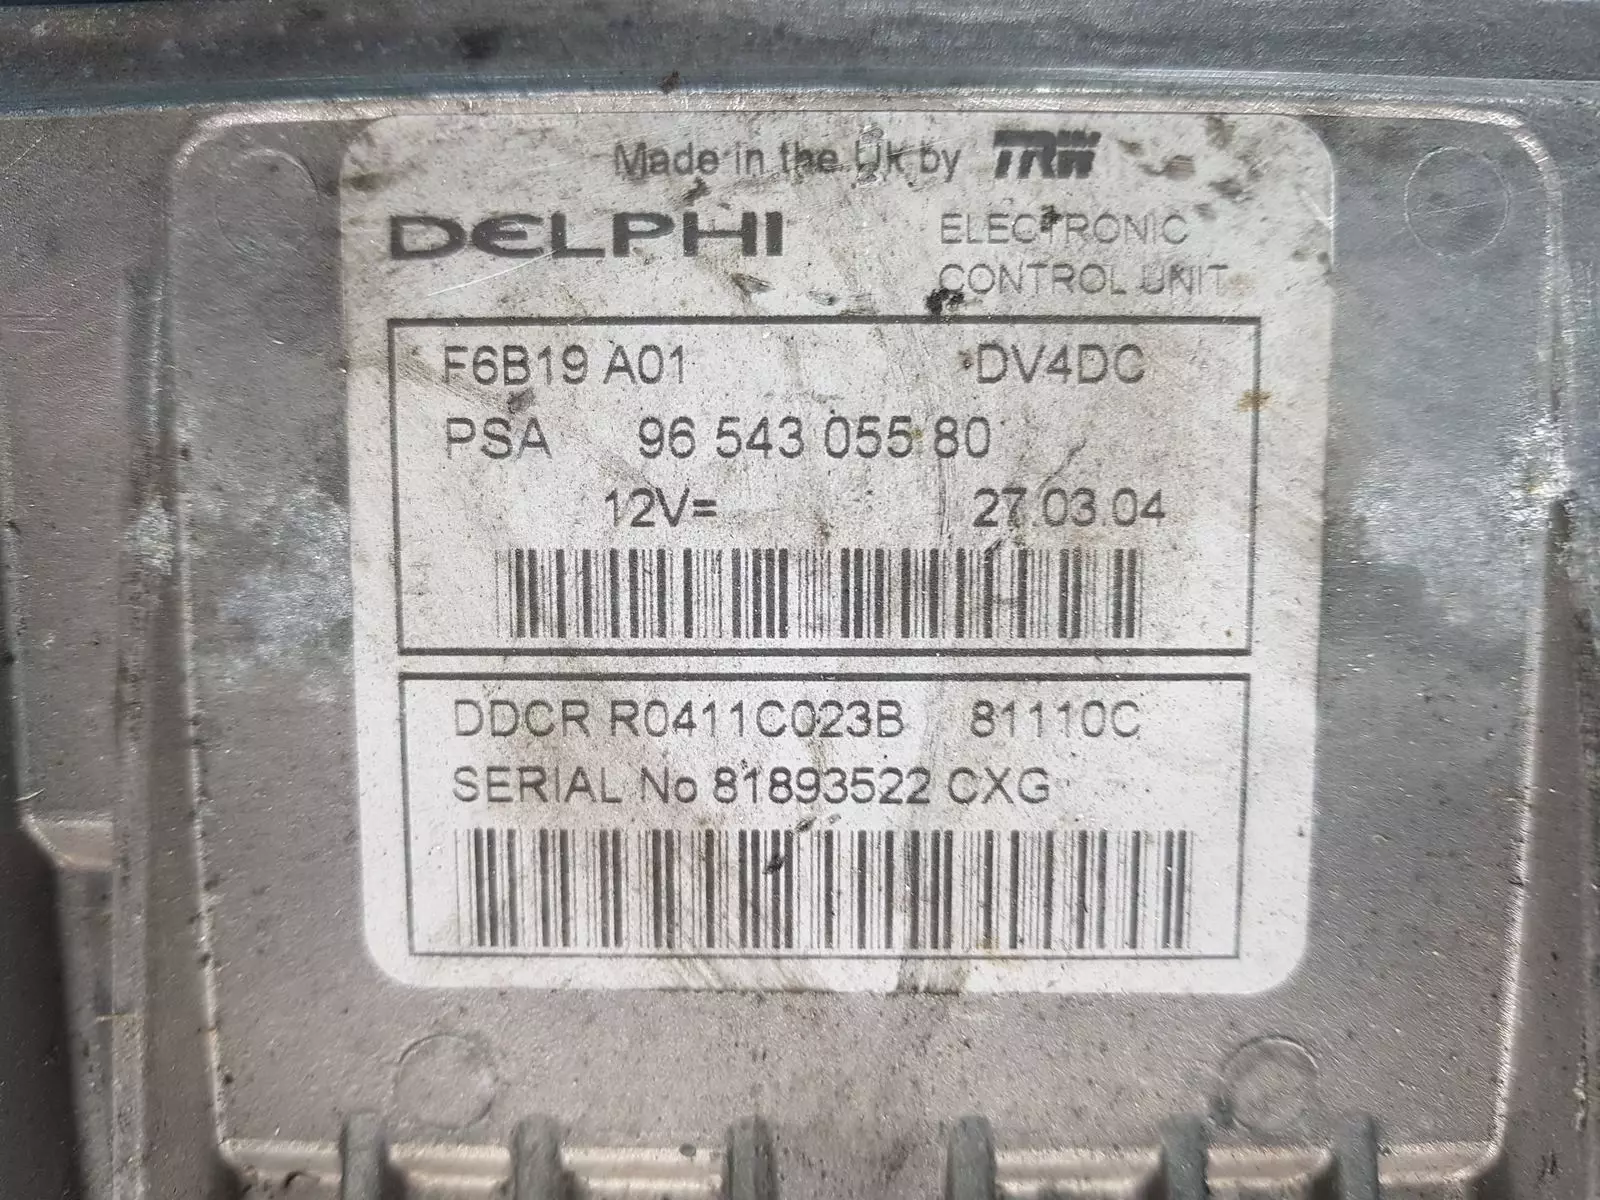 Made in the Uk by TRW
DELPHI
ELECTRONIC
CONTROL UNIT
F6B19 A01 DV4DC
PSA 96 543 055 80
12V= 27.03.04
DDCR R0411C023B 81110C
SERIAL No 81893522 CXG